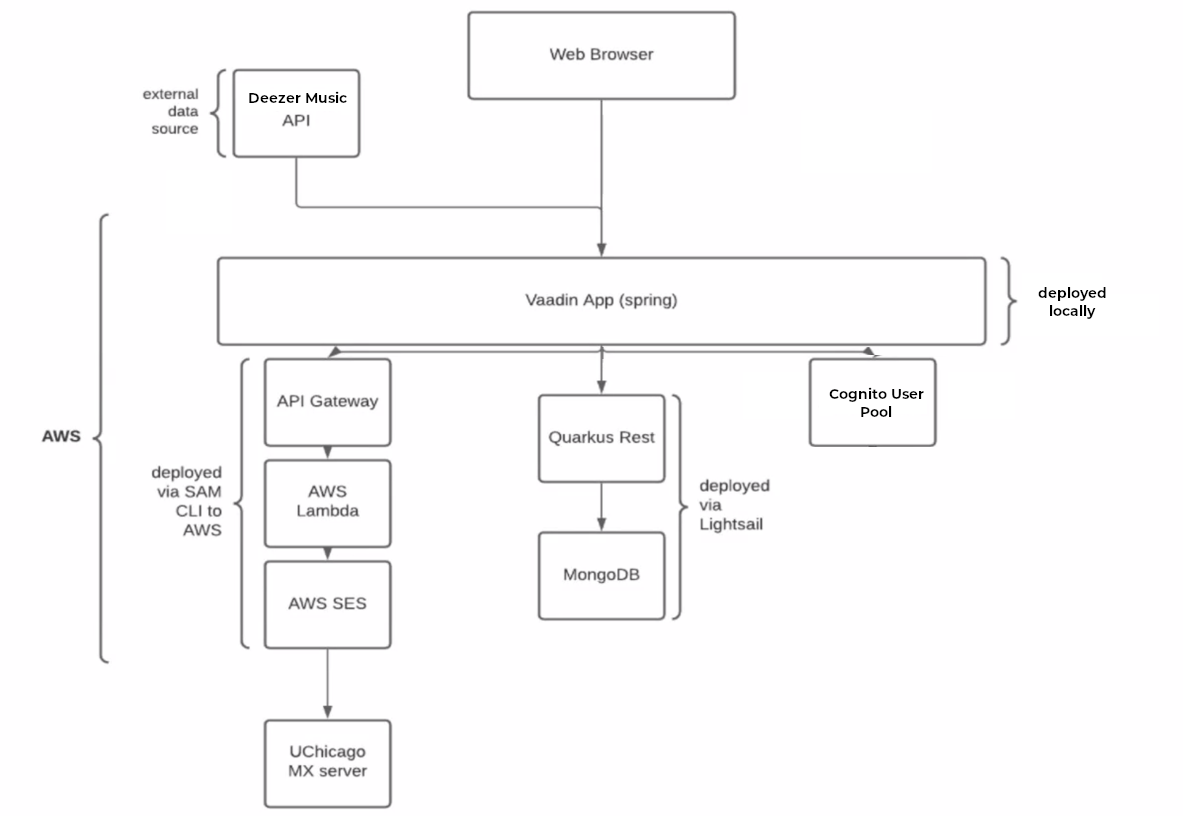 Web Browser
external
data
source
Deezer Music
API
Vaadin App (spring)
deployed
locally
AWS
deployed
via SAM
CLI to
AWS
API Gateway
AWS
Lambda
AWS SES
UChicago
MX server
Quarkus Rest
MongoDB
deployed
via
Lightsail
Cognito User
Pool